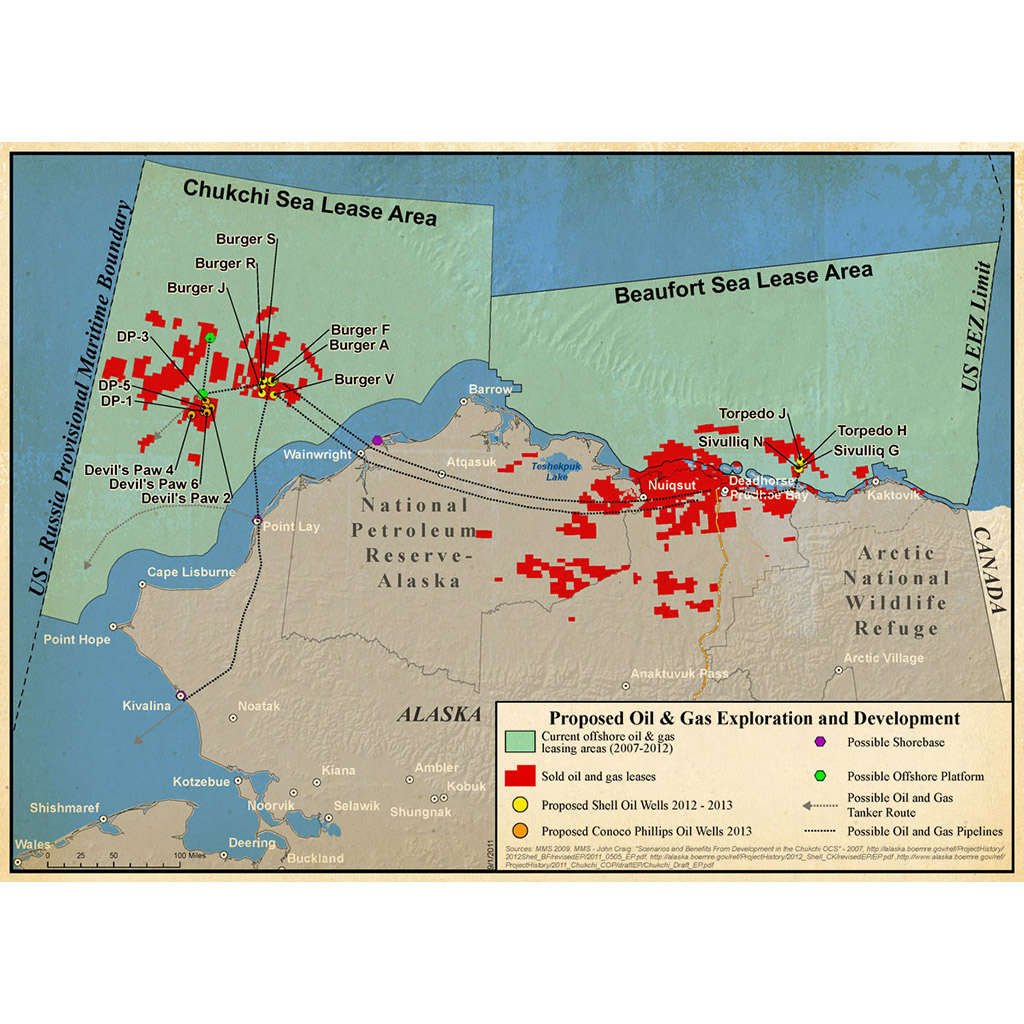 Chukchi Sea Lease Area
Beaufort Sea Lease Area
US - Russia Provisional Maritime Boundary
US EEZ Limit
CANADA
Burger S
Burger R
Burger J
Burger F
Burger A
Burger V
DP-3
DP-5
DP-1
Devil's Paw 4
Devil's Paw 6
Devil's Paw 2
Torpedo J
Torpedo H
Sivulliq N
Sivulliq G
Barrow
Wainwright
Atqasuk
Teshekpuk
Lake
Nuiqsut
Deadhorse
Prudhoe Bay
Kaktovik
Point Lay
National
Petroleum
Reserve-
Alaska
Arctic
National
Wildlife
Refuge
Cape Lisburne
Point Hope
Arctic Village
Anaktuvuk Pass
Kivalina
Noatak
ALASKA
Kotzebue
Kiana
Ambler
Kobuk
Shungnak
Noorvik
Selawik
Shishmaref
Deering
Buckland
Wales
0 25 50 100 Miles
9/1/2011
Proposed Oil & Gas Exploration and Development
Current offshore oil & gas
leasing areas (2007-2012)
Sold oil and gas leases
Proposed Shell Oil Wells 2012 - 2013
Proposed Conoco Phillips Oil Wells 2013
Possible Shorebase
Possible Offshore Platform
Possible Oil and Gas
Tanker Route
Possible Oil and Gas Pipelines
Sources: MMS 2009, MMS - John Craig: "Scenarios and Benefits From Development in the Chukchi OCS" - 2007, http://alaska.boemre.gov/ref/ProjectHistory/
2012Shell_BF/revisedEP/2011_0505_EP.pdf, http://alaska.boemre.gov/ref/ProjectHistory/2012_Shell_CK/revisedEP/EP.pdf ,http://www.alaska.boemre.gov/ref/
ProjectHistory/2011_Chukchi_COP/draftEP/Chukchi_Draft_EP.pdf